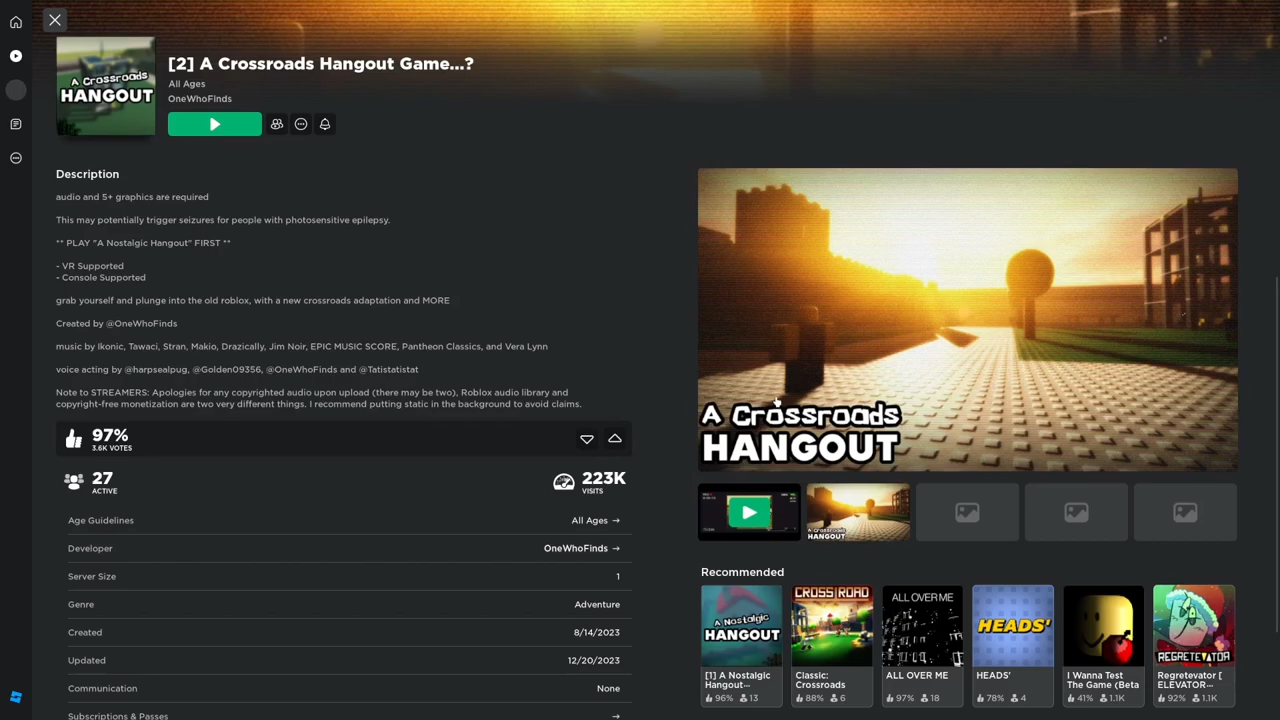 A Crossroads
HANGOUT
[2] A Crossroads Hangout Game...?
All Ages
OneWhoFinds
Description
audio and 5+ graphics are required
This may potentially trigger seizures for people with photosensitive epilepsy.
** PLAY "A Nostalgic Hangout" FIRST **
- VR Supported
- Console Supported
grab yourself and plunge into the old roblox, with a new crossroads adaptation and MORE
Created by @OneWhoFinds
music by Ikonic, Tawaci, Stran, Makio, Drazically, Jim Noir, EPIC MUSIC SCORE, Pantheon Classics, and Vera Lynn
voice acting by @harpsealpug, @Golden09356, @OneWhoFinds and @Tatistatistat
Note to STREAMERS: Apologies for any copyrighted audio upon upload (there may be two), Roblox audio library and
copyright-free monetization are two very different things. I recommend putting static in the background to avoid claims.
97%
3.6K VOTES
27
ACTIVE
223K
VISITS
Age Guidelines
All Ages →
Developer
OneWhoFinds →
Server Size
1
Genre
Adventure
Created
8/14/2023
Updated
12/20/2023
Communication
None
Subscriptions & Passes
→
A Crossroads
HANGOUT
A Crossroads
HANGOUT
Recommended
A Nostalgic
HANGOUT
[1] A Nostalgic
Hangout...
96% 13
CROSSROAD
Classic:
Crossroads
88% 6
ALL OVER ME
ALL OVER ME
97% 18
HEADS'
HEADS'
78% 4
I Wanna Test
The Game (Beta
41% 1.1K
REGRETEVATOR
Regretevator [
ELEVATOR...
92% 1.1K